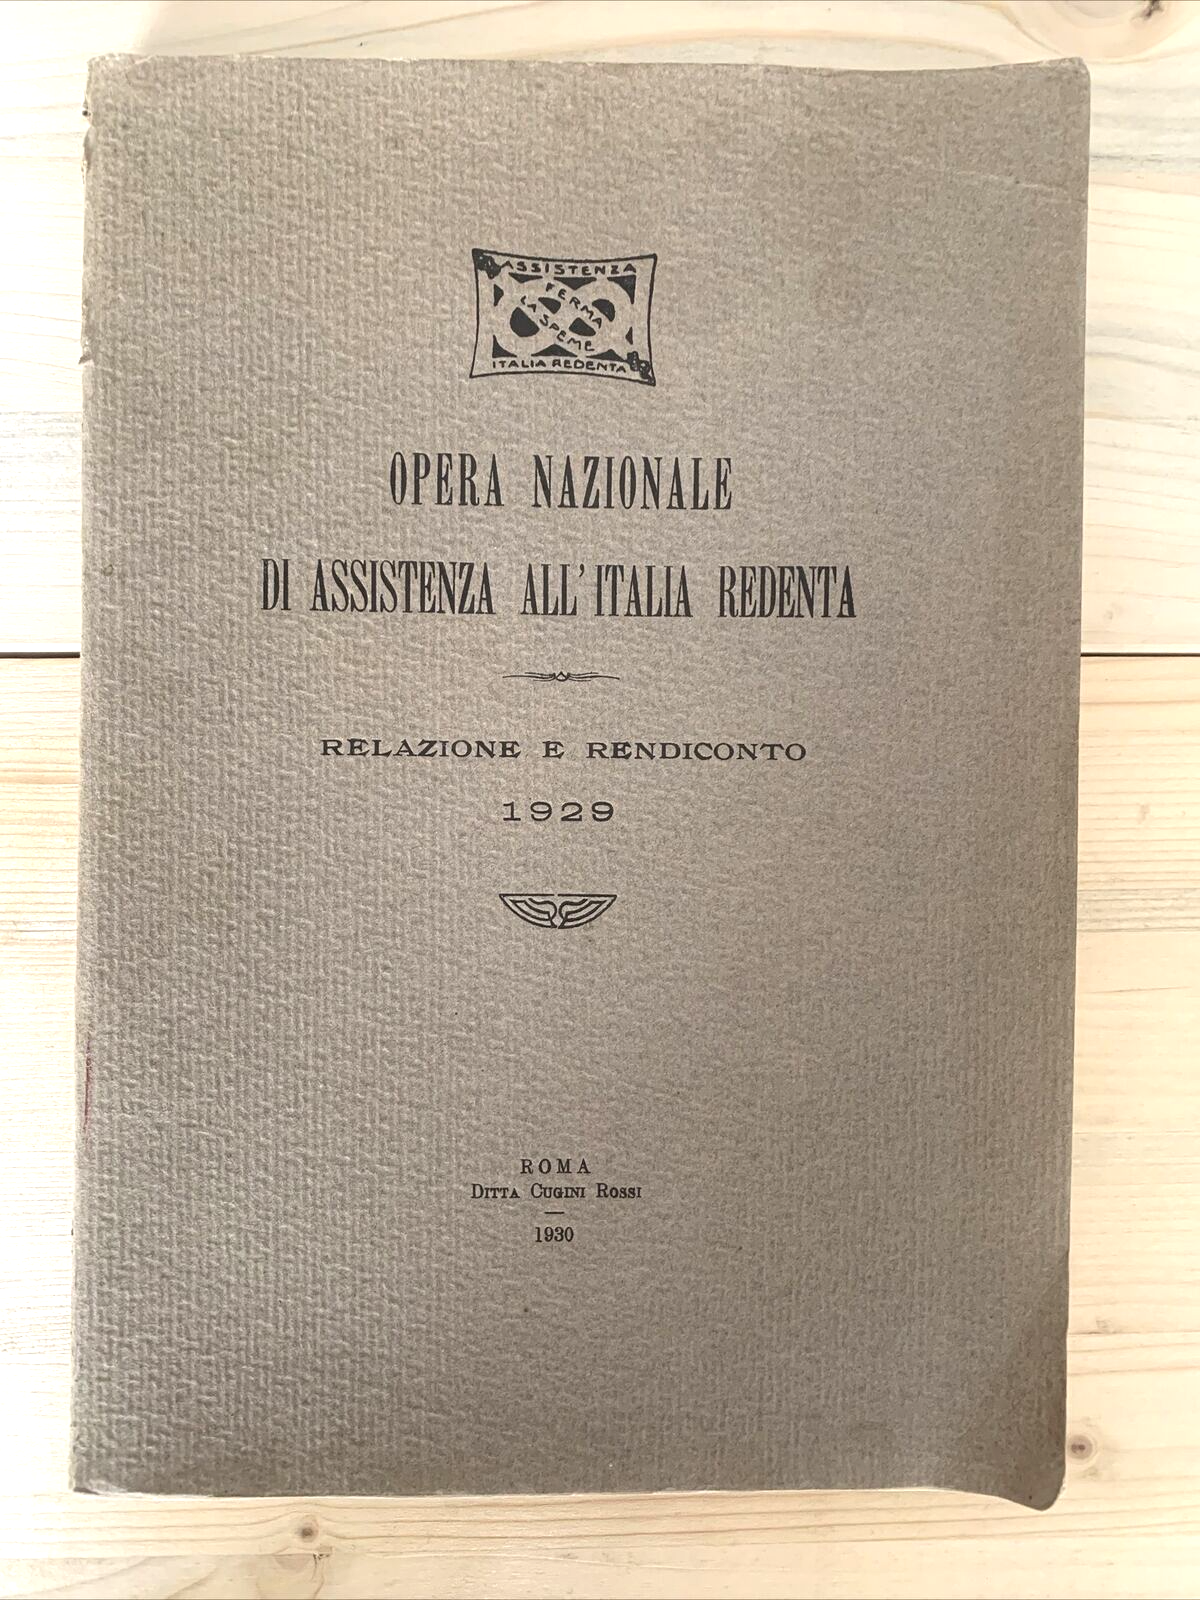 ASSISTENZA
FERMA
LA SPEME
ITALIA REDENTA
OPERA NAZIONALE
DI ASSISTENZA ALL'ITALIA REDENTA
RELAZIONE E RENDICONTO
1929
ROMA
DITTA CUGINI ROSSI
1930